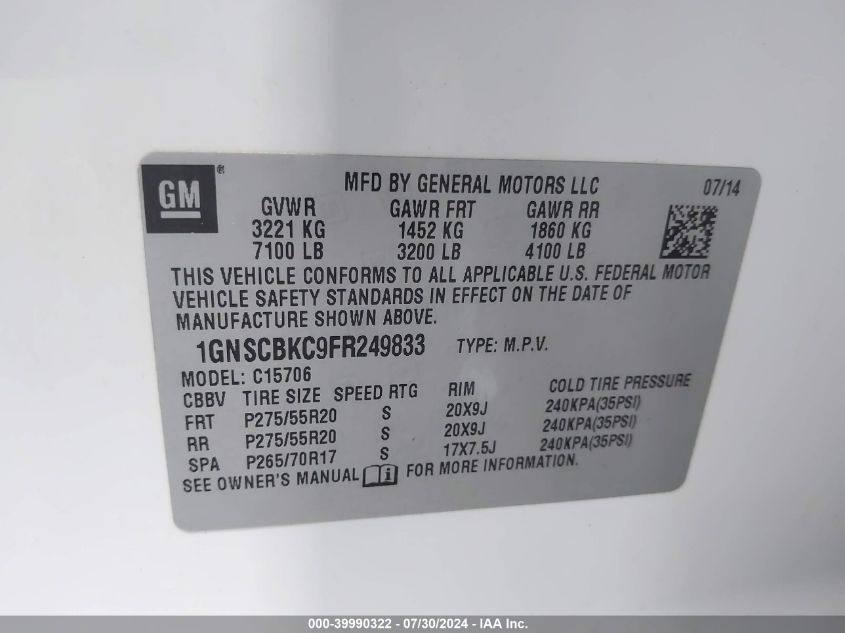 GM ®
MFD BY GENERAL MOTORS LLC 07/14
GVWR GAWR FRT GAWR RR
3221 KG 1452 KG 1860 KG
7100 LB 3200 LB 4100 LB
THIS VEHICLE CONFORMS TO ALL APPLICABLE U.S. FEDERAL MOTOR
VEHICLE SAFETY STANDARDS IN EFFECT ON THE DATE OF
MANUFACTURE SHOWN ABOVE.
1GNSCBKC9FR249833 TYPE: M.P.V.
MODEL: C15706
CBBV TIRE SIZE SPEED RTG RIM COLD TIRE PRESSURE
FRT P275/55R20 S 20X9J 240KPA(35PSI)
RR P275/55R20 S 20X9J 240KPA(35PSI)
SPA P265/70R17 S 17X7.5J 240KPA(35PSI)
SEE OWNER'S MANUAL i FOR MORE INFORMATION.
000-39990322 - 07/30/2024 - IAA Inc.